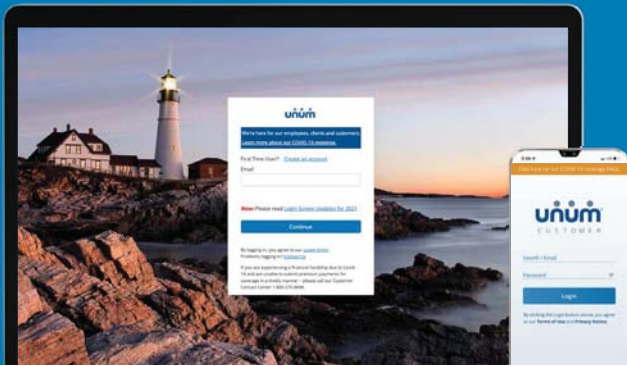 unum
We're here for our employees, clients and customers.
Learn more about our COVID-19 response.
First Time User? Create an account
Email
New: Please read Login Screen Updates for 2021
Continue
By logging in, you agree to our
Problems logging in? Contact Us
If you are experiencing a financial hardship due to Covid-
19 and are unable to submit premium payments for
coverage in a timely manner - please call our Customer
Contact Center
unum
CUSTOMER
UserID / Email
Password
Login
By clicking the Login button above, you agree
to our Terms of Use and Privacy Notice.